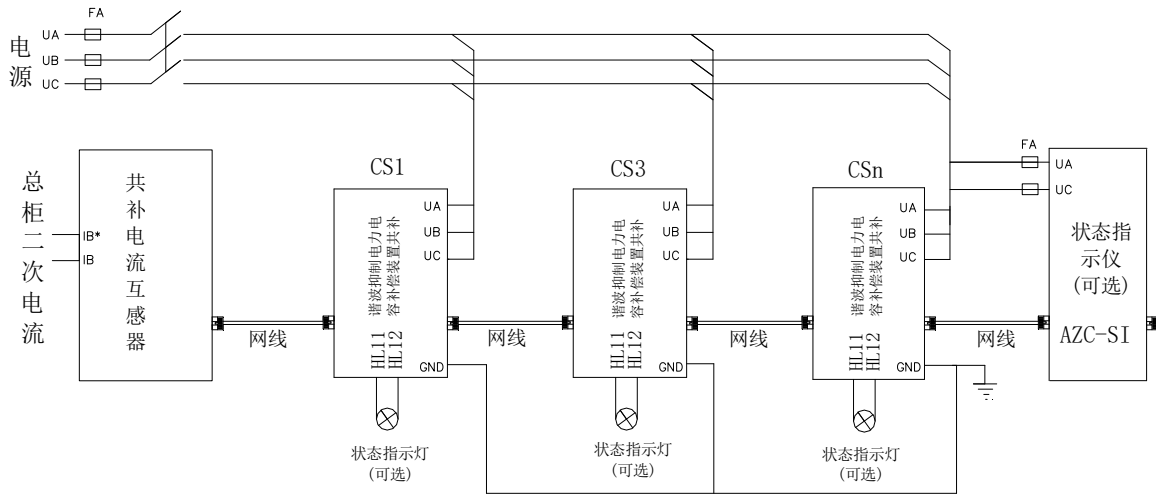 FA
电源
UA
UB
UC
总柜二次电流
IB*
IB
共补电流互感器
网线
CS1
UA
UB
UC
谐波抑制电力电
容补偿装置共补
HL11
HL12
GND
状态指示灯
(可选)
网线
CS3
UA
UB
UC
谐波抑制电力电
容补偿装置共补
HL11
HL12
GND
状态指示灯
(可选)
网线
CSn
UA
UB
UC
谐波抑制电力电
容补偿装置共补
HL11
HL12
GND
状态指示灯
(可选)
网线
FA
UA
UC
状态指
示仪
(可选)
AZC-SI